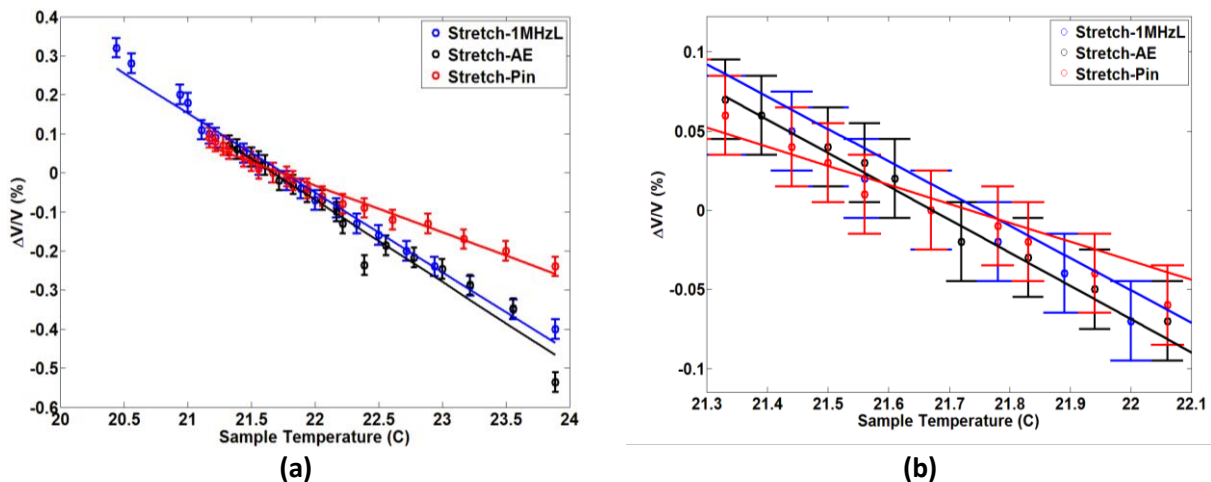 0.4
0.3
0.2
0.1
0
-0.1
-0.2
-0.3
-0.4
-0.5
-0.6
ΔV/V (%)
Stretch-1MHzL
Stretch-AE
Stretch-Pin
20 20.5 21 21.5 22 22.5 23 23.5 24
Sample Temperature (C)
(a)
0.1
0.05
0
-0.05
-0.1
ΔV/V (%)
Stretch-1MHzL
Stretch-AE
Stretch-Pin
21.3 21.4 21.5 21.6 21.7 21.8 21.9 22 22.1
Sample Temperature (C)
(b)